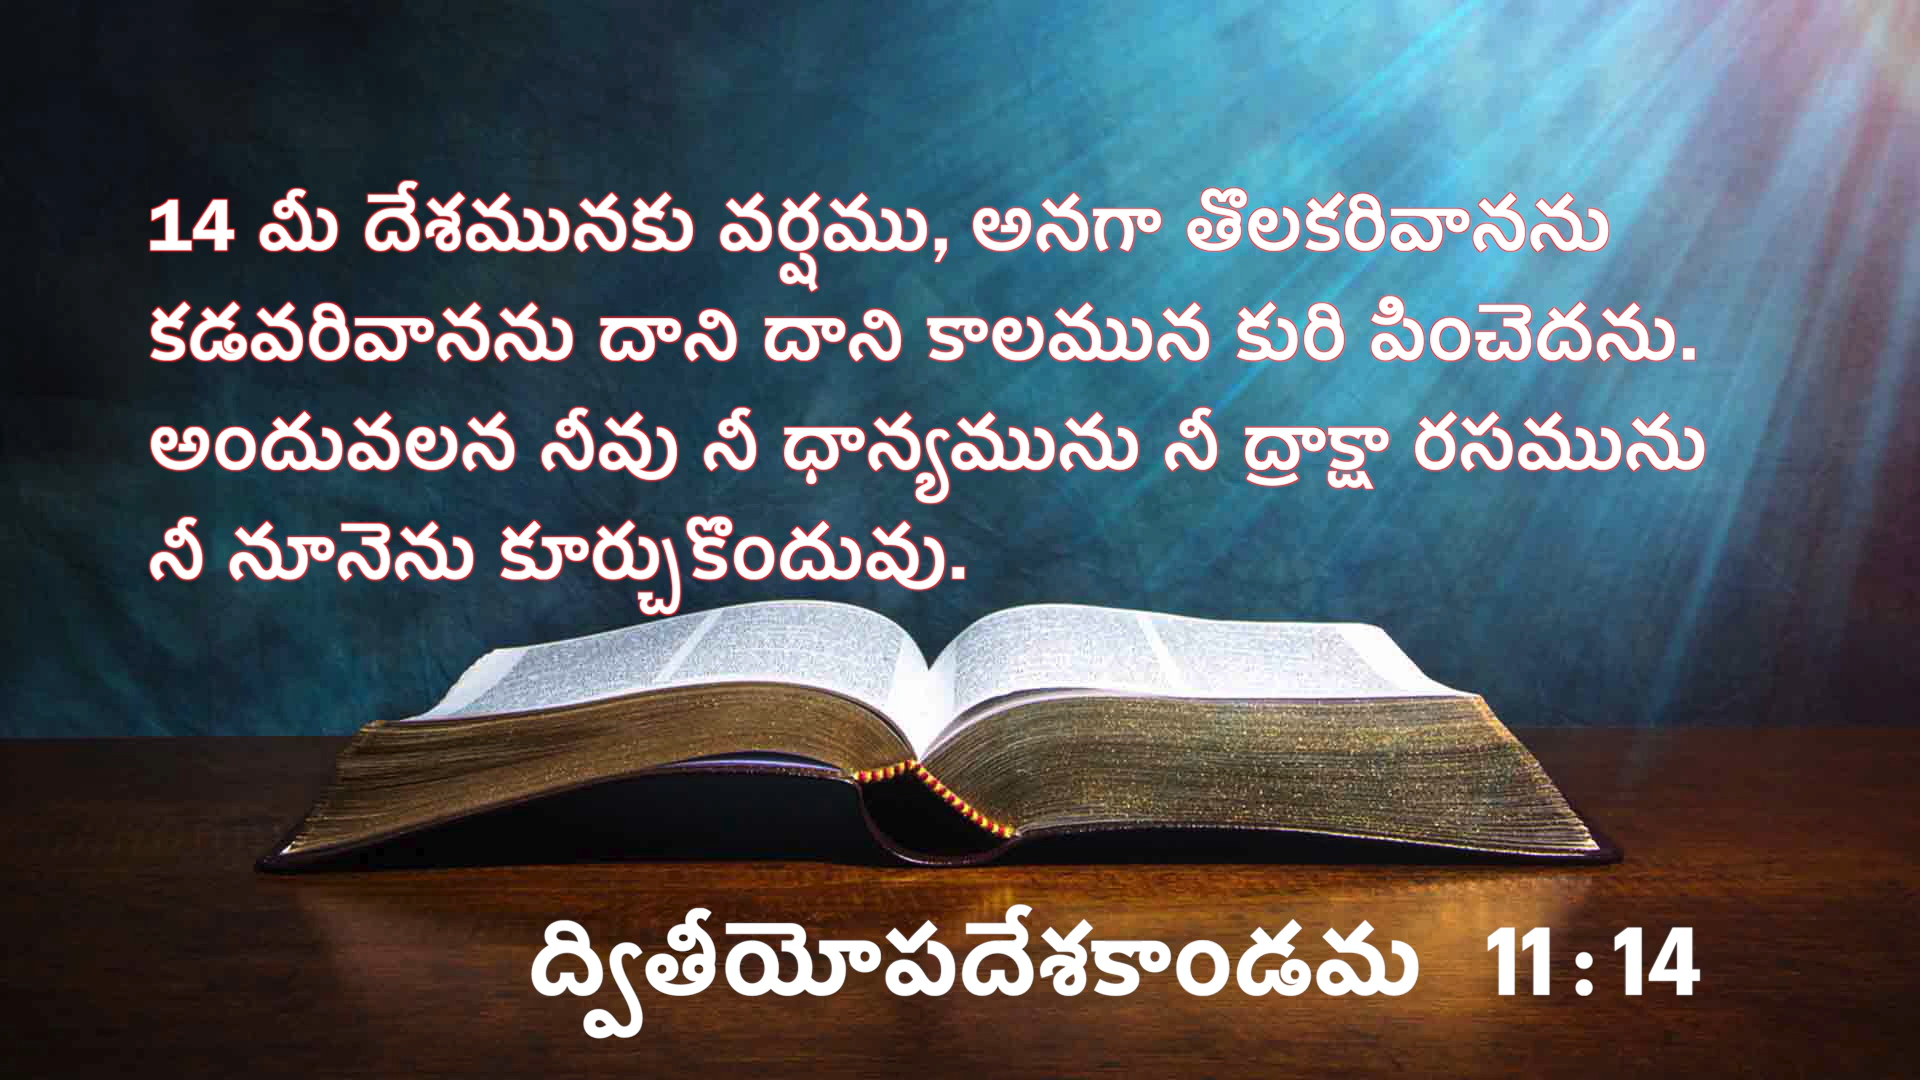 14 మీ దేశమునకు వర్షము, అనగా తొలకరివానను
కడవరివానను దాని దాని కాలమున కురి పించెదను.
అందువలన నీవు నీ ధాన్యమును నీ ద్రాక్షా రసమును
నీ నూనెను కూర్చుకొందువు.
ద్వితీయోపదేశకాండమ 11:14